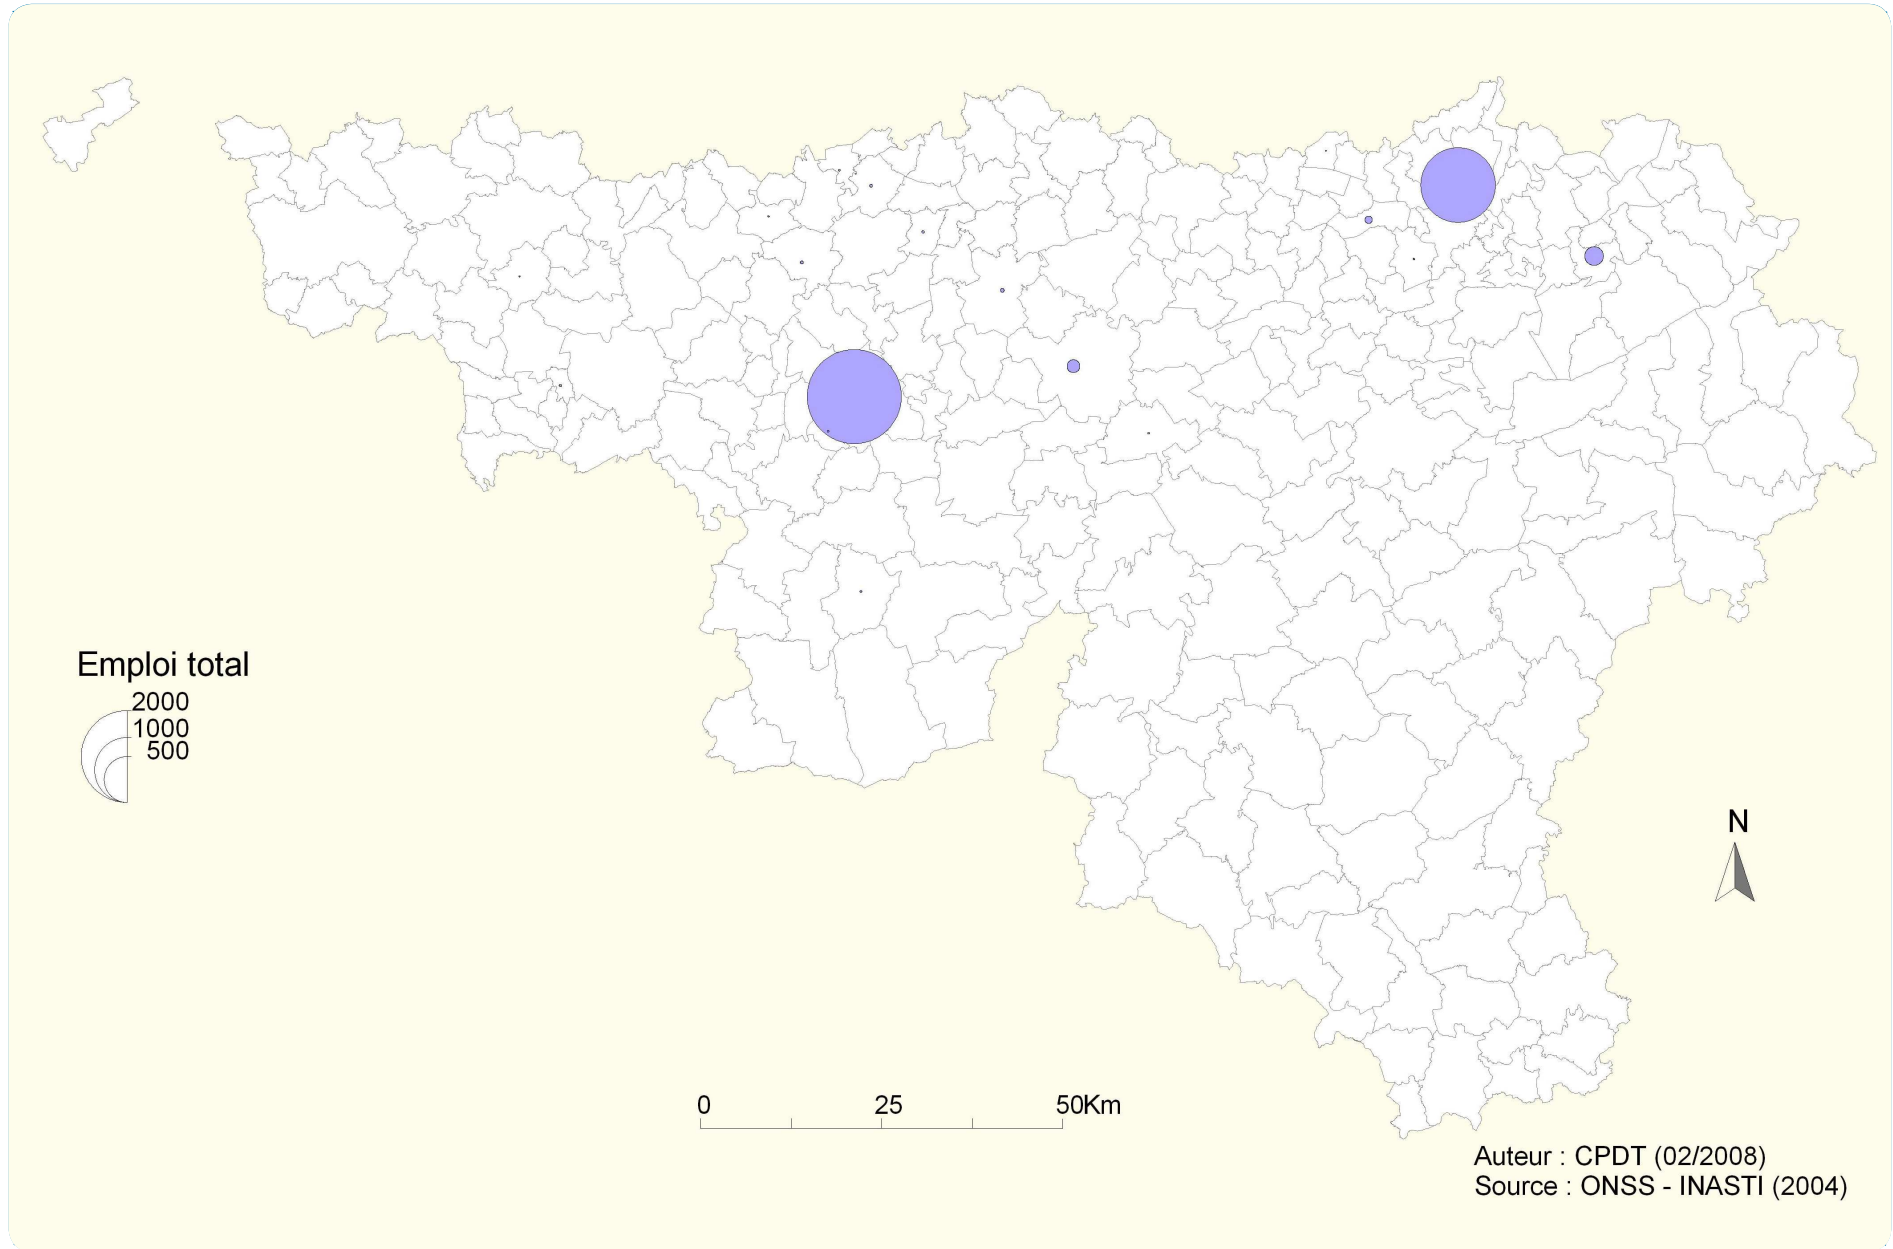 Emploi total
2000
1000
500
N
0 25 50Km
Auteur : CPDT (02/2008)
Source : ONSS - INASTI (2004)